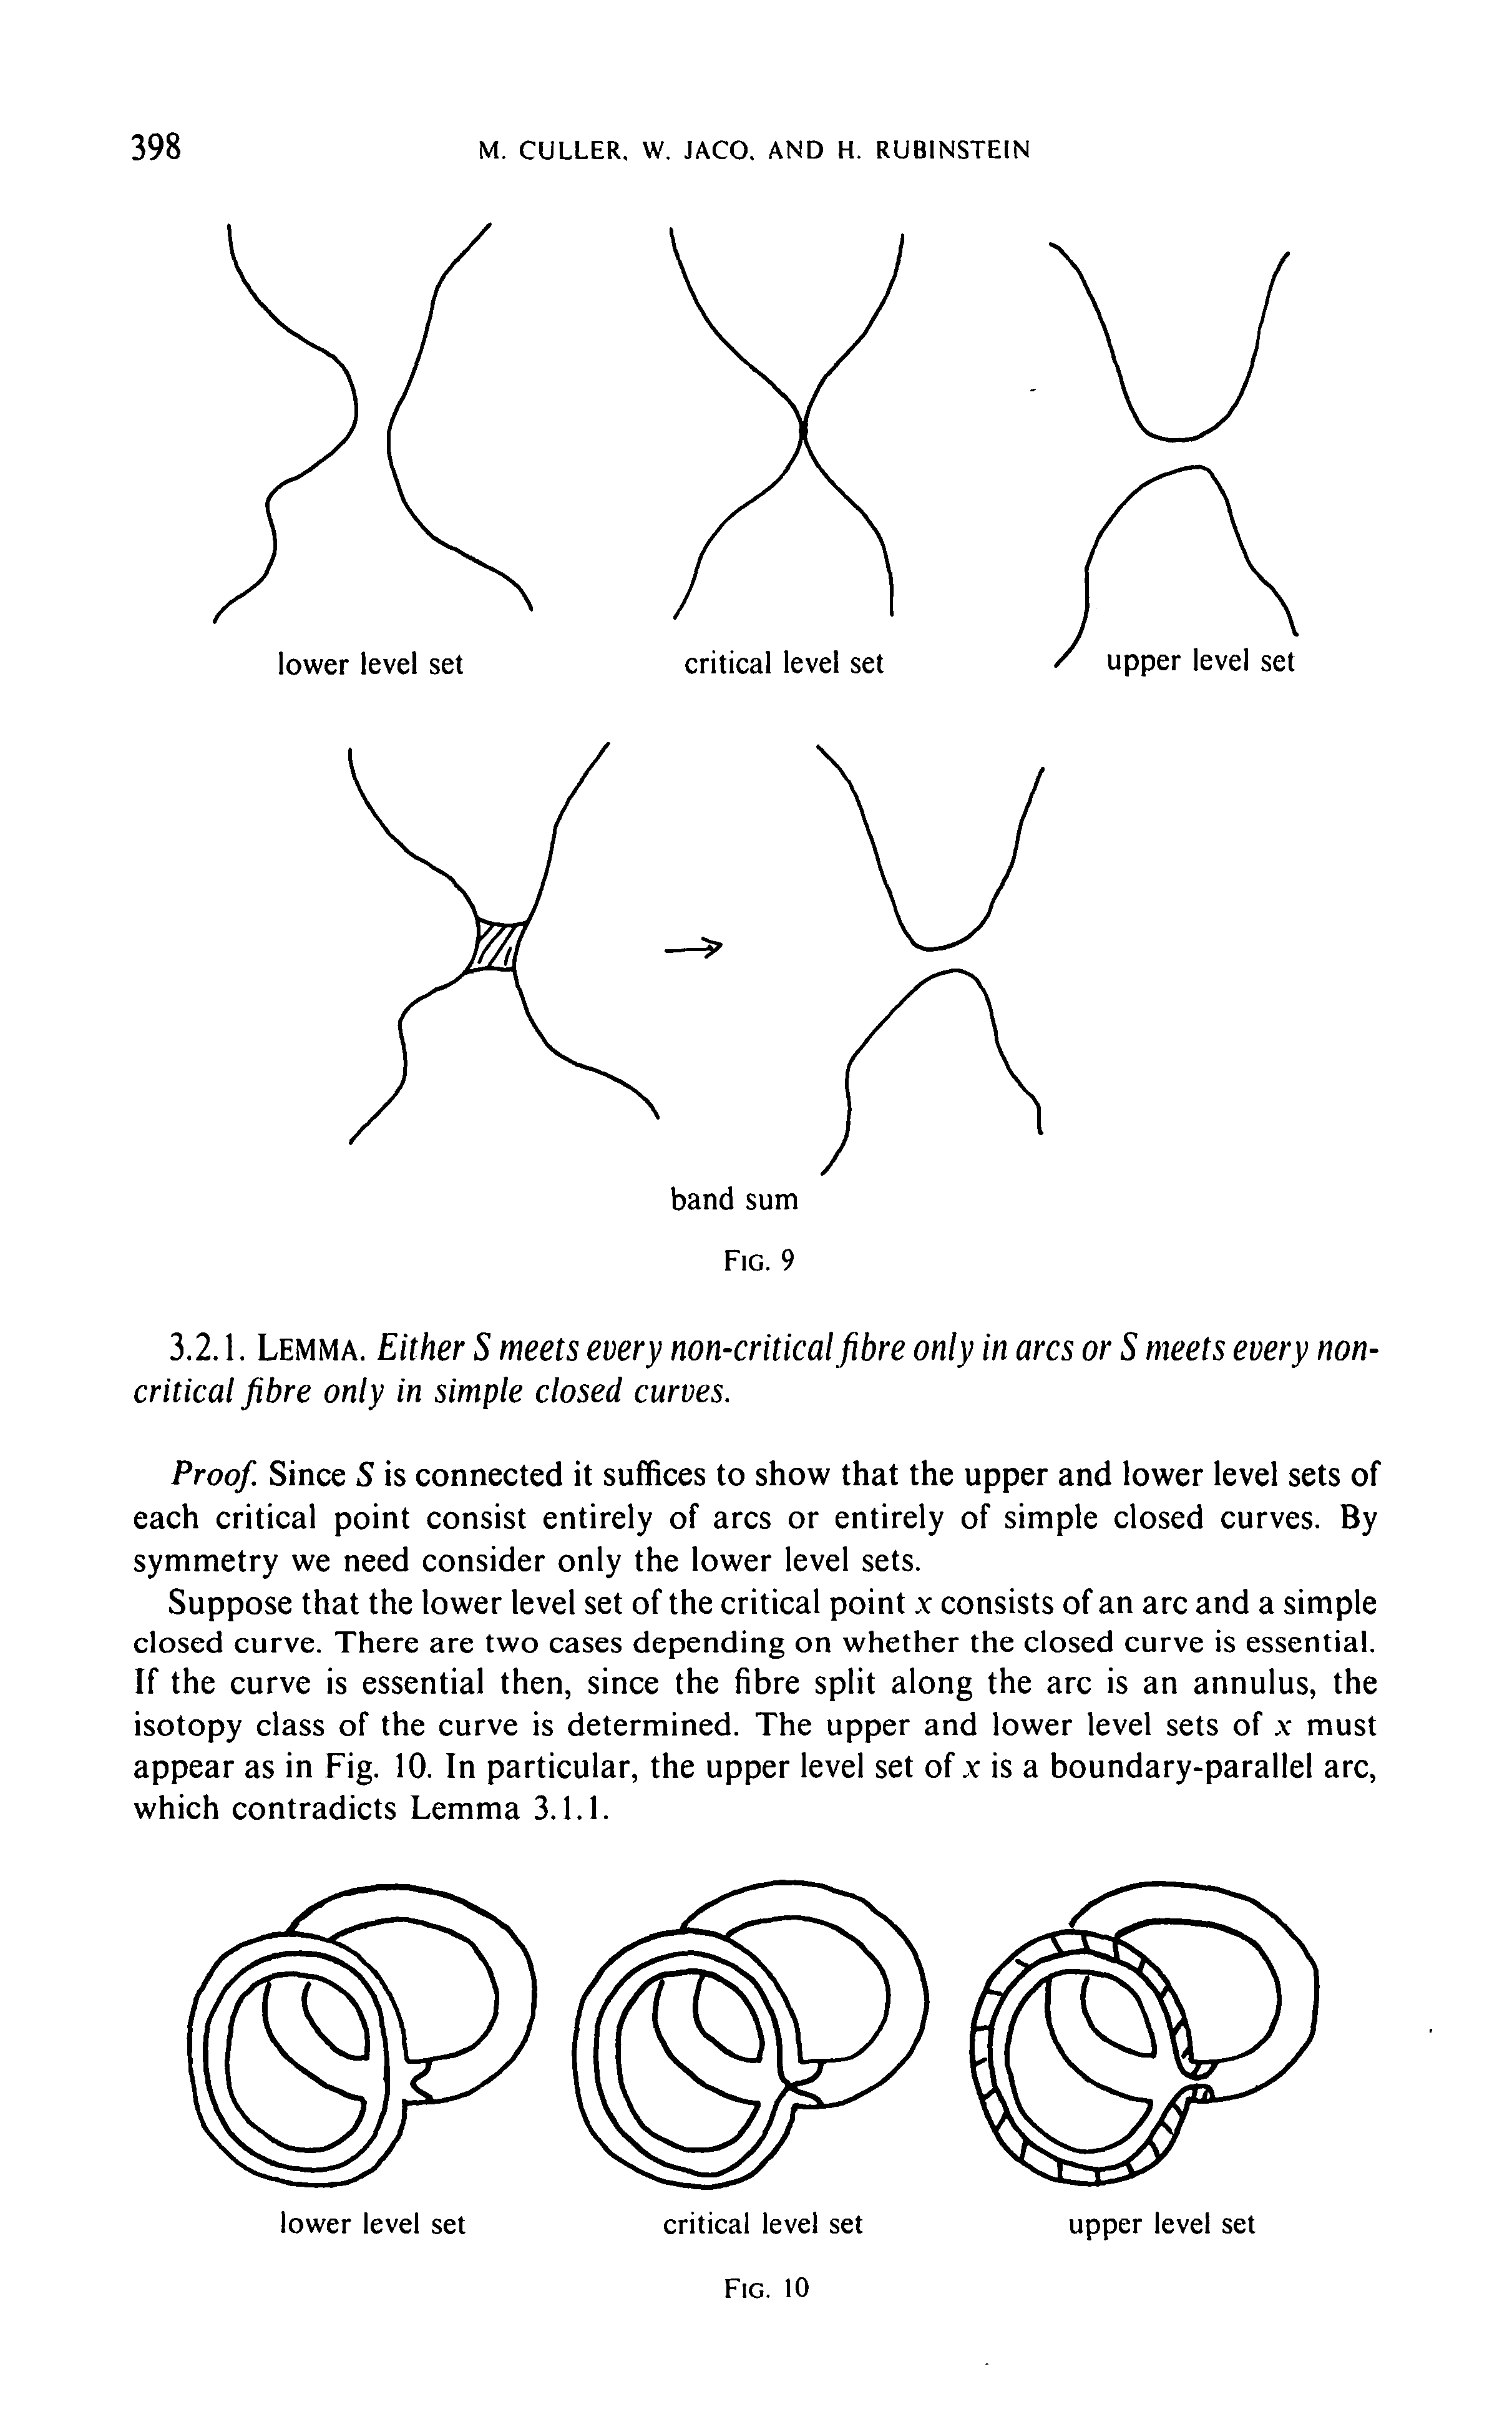 398
M. CULLER, W. JACO, AND H. RUBINSTEIN
lower level set
critical level set
upper level set
band sum
FIG. 9
3.2.1. LEMMA. Either S meets every non-critical fibre only in arcs or S meets every non-
critical fibre only in simple closed curves.
Proof. Since S is connected it suffices to show that the upper and lower level sets of
each critical point consist entirely of arcs or entirely of simple closed curves. By
symmetry we need consider only the lower level sets.
Suppose that the lower level set of the critical point x consists of an arc and a simple
closed curve. There are two cases depending on whether the closed curve is essential.
If the curve is essential then, since the fibre split along the arc is an annulus, the
isotopy class of the curve is determined. The upper and lower level sets of x must
appear as in Fig. 10. In particular, the upper level set of x is a boundary-parallel arc,
which contradicts Lemma 3.1.1.
lower level set
critical level set
upper level set
FIG. 10